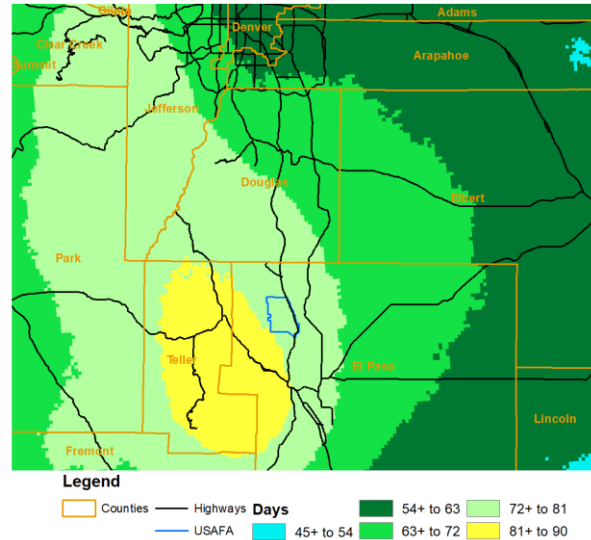 Gilpin
Denver
Adams
Clear Creek
Arapahoe
Summit
Jefferson
Douglas
Elbert
Park
Teller
El Paso
Lincoln
Fremont
Legend
Counties
Highways
Days
54+ to 63
72+ to 81
USAFA
45+ to 54
63+ to 72
81+ to 90